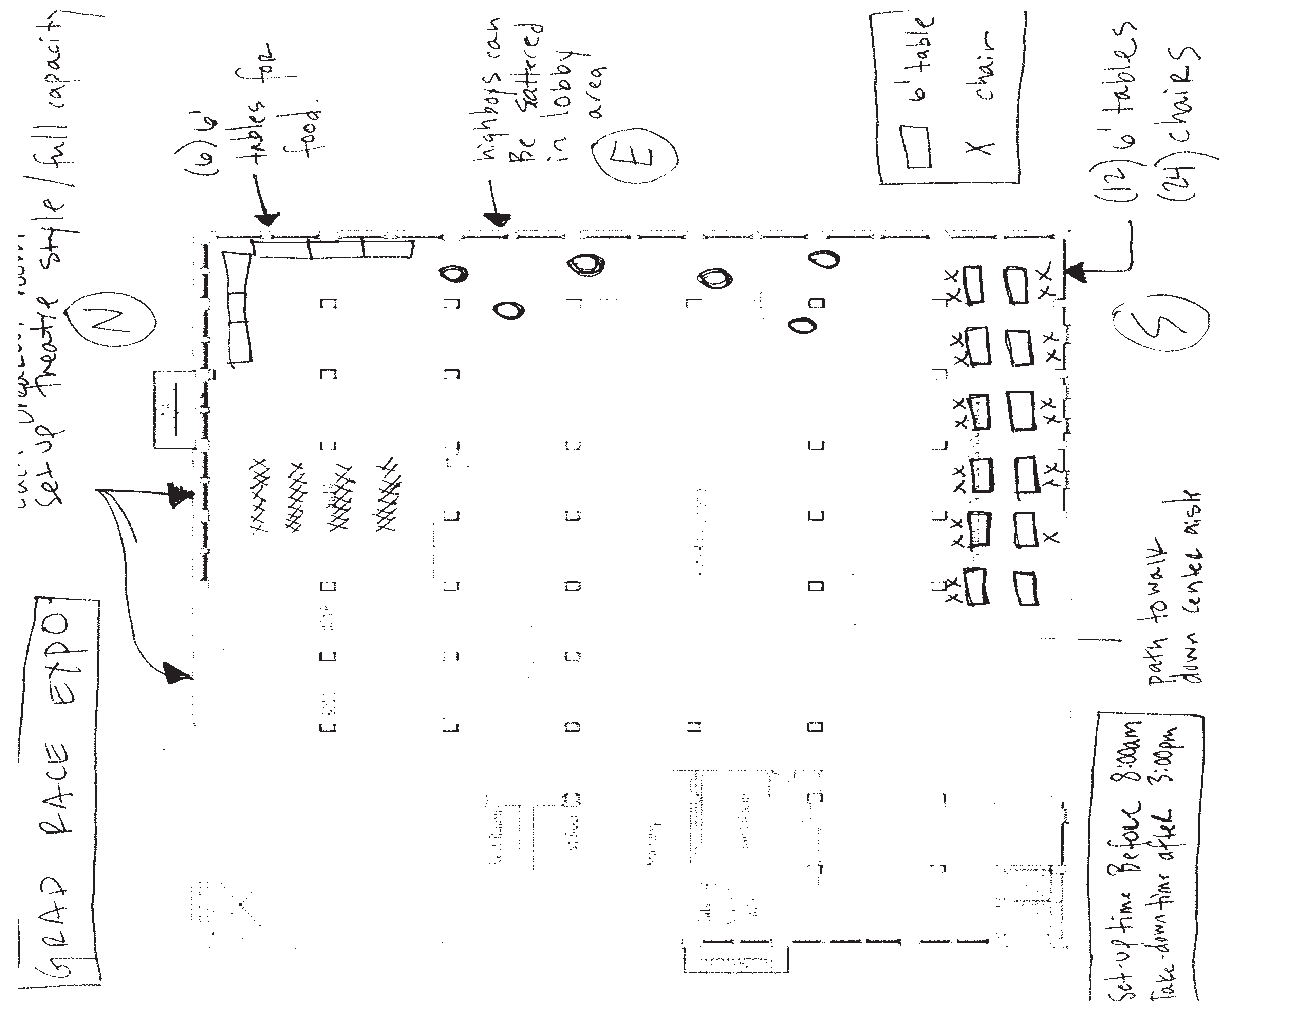 GRAD RACE EXPO
Set-up Theatre style / full capacity
N
(6) 6'
tables for
food.
highboys can
Be Sattered
in lobby
area
E
6' table
X chair
(12) 6' tables
(24) chairs
S
path to walk
down center aisle
Set-up time Before 8:00am
Take-down time after 3:00pm